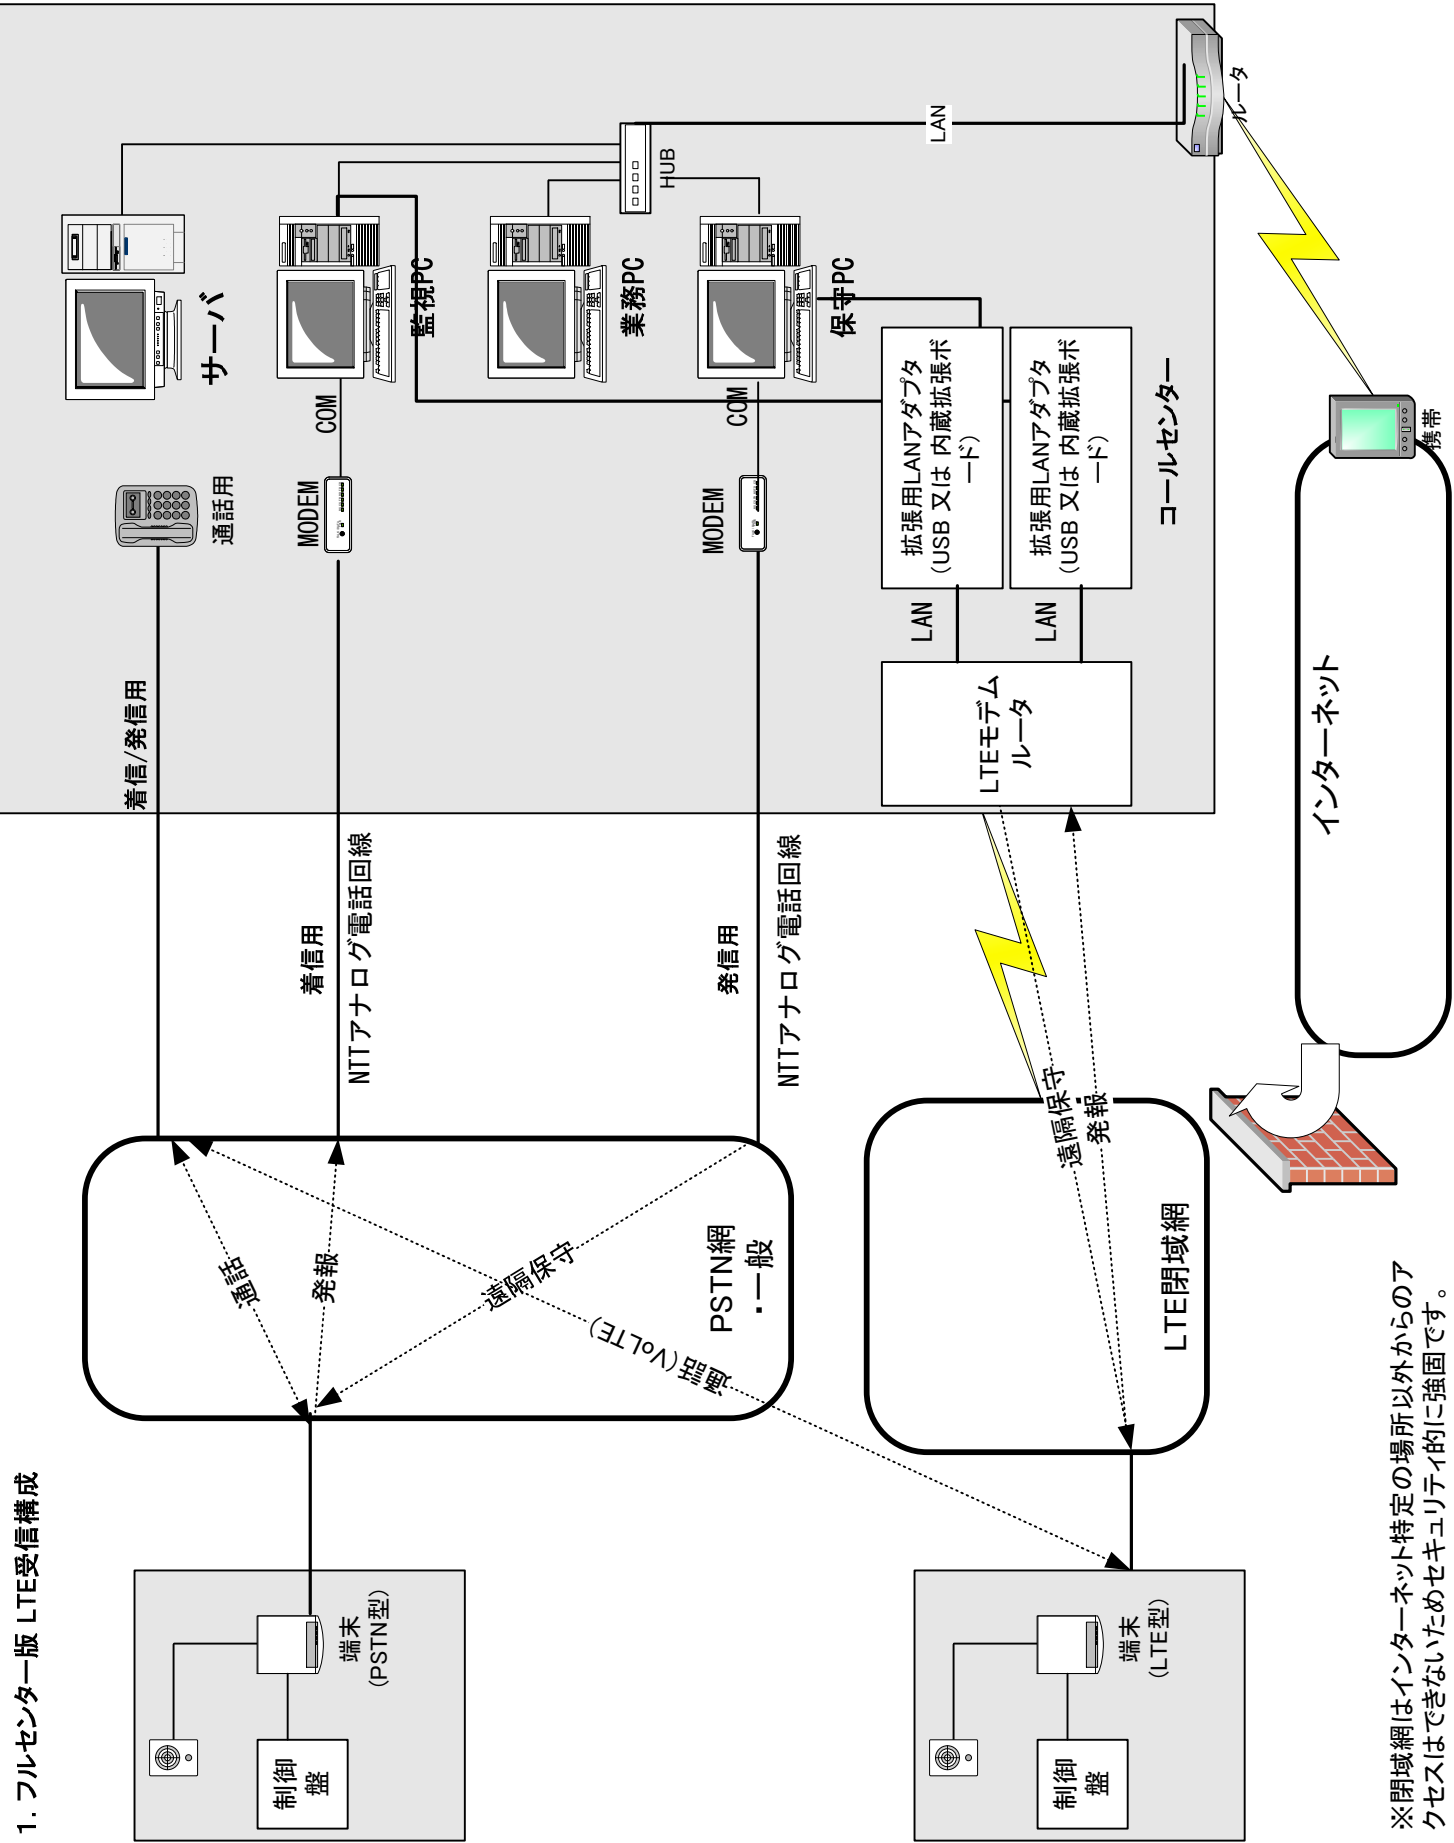 1. フルセンター版 LTE受信構成
制御
盤
端末
(PSTN型)
制御
盤
端末
(LTE型)
通話
発報
遠隔保守
通話(VoLTE)
PSTN網
・一般
遠隔保守
発報
LTE閉域網
着信/発信用
着信用
NTTアナログ電話回線
発信用
NTTアナログ電話回線
通話用
サーバ
MODEM
COM
監視PC
業務PC
MODEM
COM
保守PC
HUB
LAN
ルータ
LTEモデム
ルータ
LAN
LAN
拡張用LANアダプタ
(USB 又は 内蔵拡張ボ
ード)
拡張用LANアダプタ
(USB 又は 内蔵拡張ボ
ード)
コールセンター
インターネット
携帯
※閉域網はインターネット特定の場所以外からのア
クセスはできないためセキュリティ的に強固です。